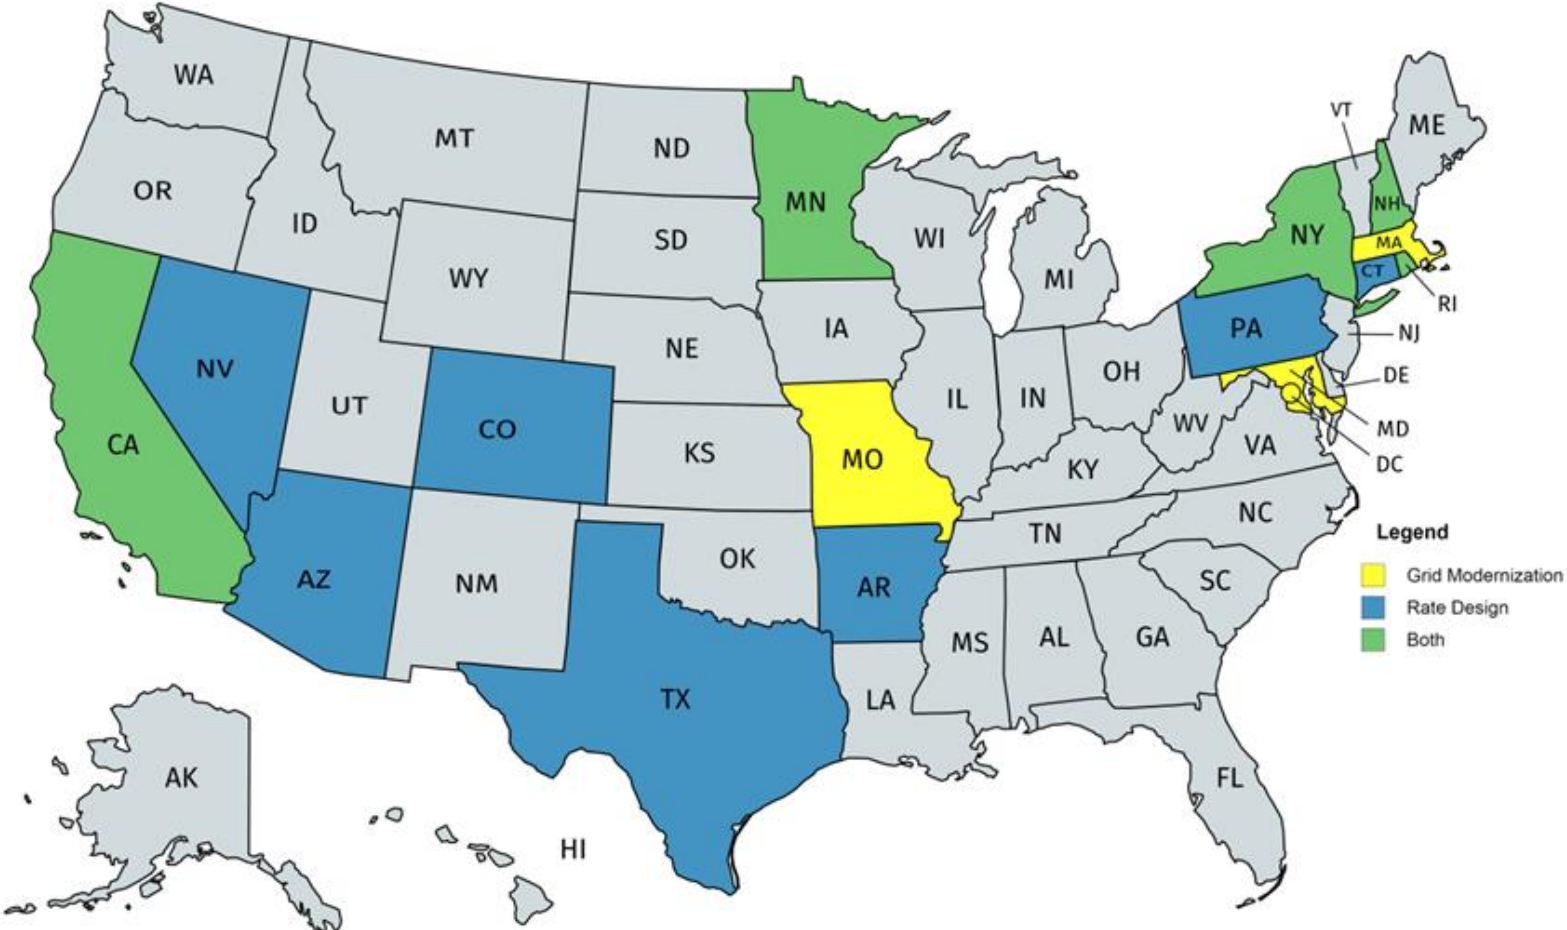 WA
MT
ND
MN
VT
ME
OR
ID
SD
WI
NH
NY
MA
WY
MI
CT
RI
IA
PA
NJ
NV
NE
OH
DE
UT
IL
IN
CO
WV
MD
CA
KS
MO
KY
VA
DC
NC
TN
Legend
OK
AZ
NM
AR
SC
Grid Modernization
Rate Design
MS
AL
GA
Both
TX
LA
AK
FL
HI